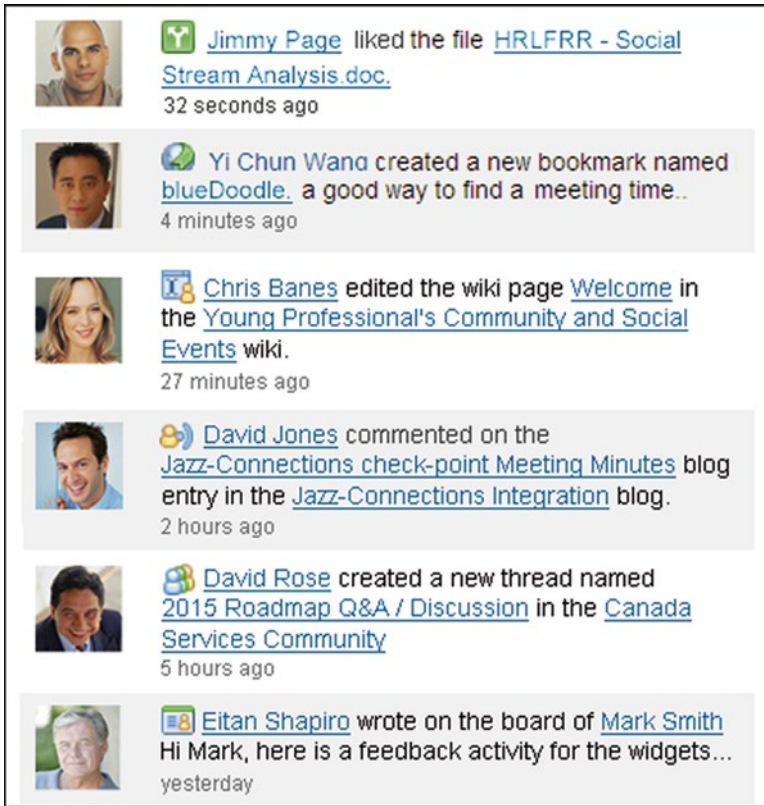 Jimmy Page liked the file HRLFRR - Social
Stream Analysis.doc.
32 seconds ago
Yi Chun Wang created a new bookmark named
blueDoodle. a good way to find a meeting time..
4 minutes ago
Chris Banes edited the wiki page Welcome in
the Young Professional's Community and Social
Events wiki.
27 minutes ago
David Jones commented on the
Jazz-Connections check-point Meeting Minutes blog
entry in the Jazz-Connections Integration blog.
2 hours ago
David Rose created a new thread named
2015 Roadmap Q&A / Discussion in the Canada
Services Community
5 hours ago
Eitan Shapiro wrote on the board of Mark Smith
Hi Mark, here is a feedback activity for the widgets...
yesterday